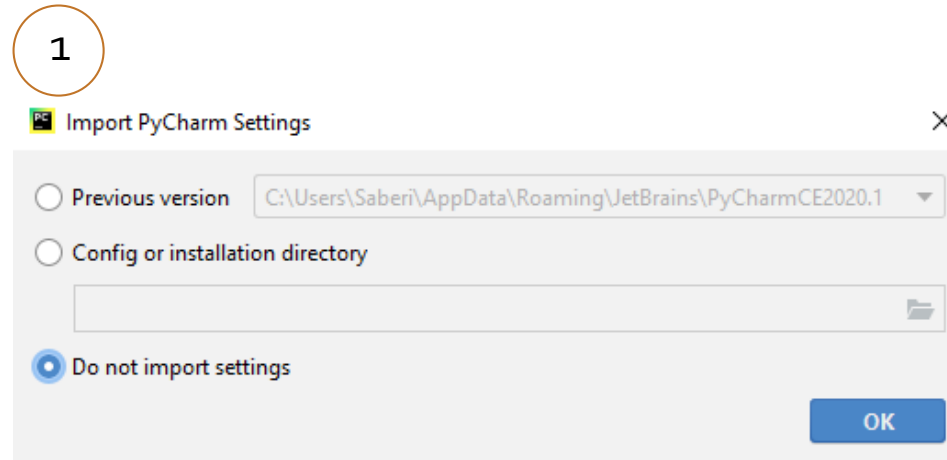 1
PC Import PyCharm Settings
Previous version C:\Users\Saberi\AppData\Roaming\JetBrains\PyCharmCE2020.1
Config or installation directory
Do not import settings
OK